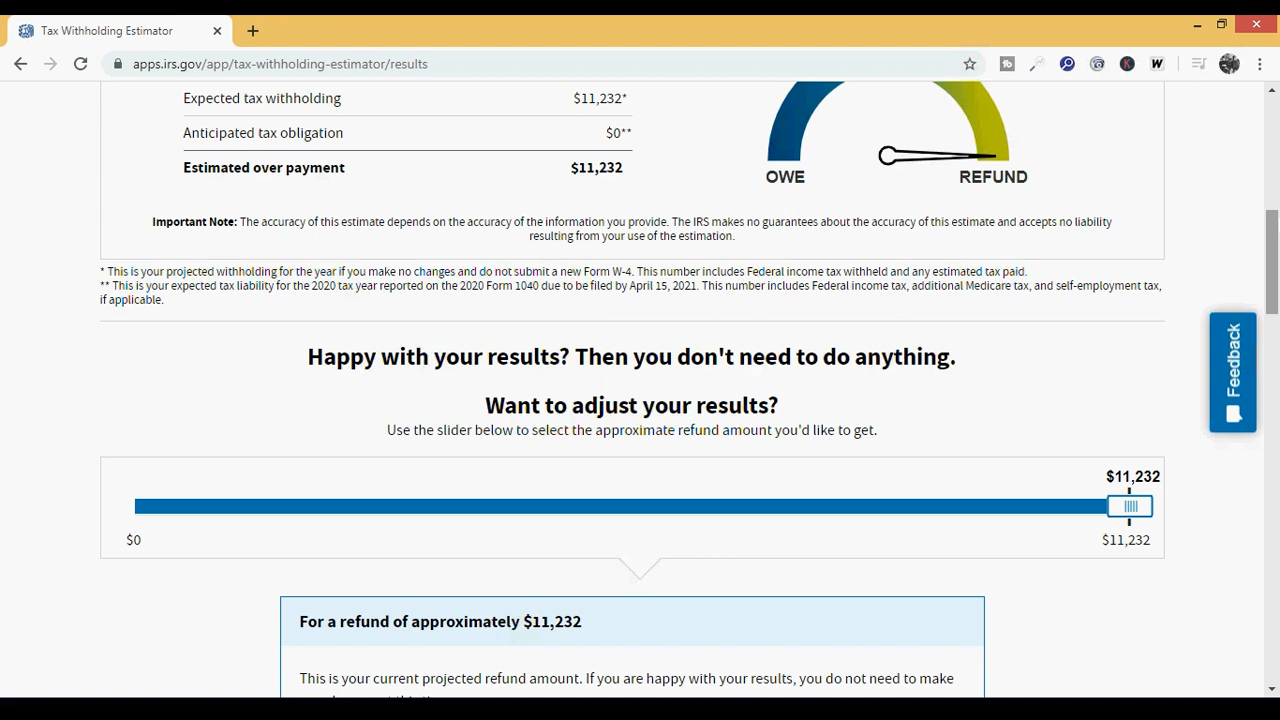 Tax Withholding Estimator
apps.irs.gov/app/tax-withholding-estimator/results
Expected tax withholding $11,232*
Anticipated tax obligation $0**
Estimated over payment $11,232
OWE REFUND
Important Note: The accuracy of this estimate depends on the accuracy of the information you provide. The IRS makes no guarantees about the accuracy of this estimate and accepts no liability
resulting from your use of the estimation.
* This is your projected withholding for the year if you make no changes and do not submit a new Form W-4. This number includes Federal income tax withheld and any estimated tax paid.
** This is your expected tax liability for the 2020 tax year reported on the 2020 Form 1040 due to be filed by April 15, 2021. This number includes Federal income tax, additional Medicare tax, and self-employment tax,
if applicable.
Feedback
Happy with your results? Then you don't need to do anything.
Want to adjust your results?
Use the slider below to select the approximate refund amount you'd like to get.
$11,232
$0 $11,232
For a refund of approximately $11,232
This is your current projected refund amount. If you are happy with your results, you do not need to make